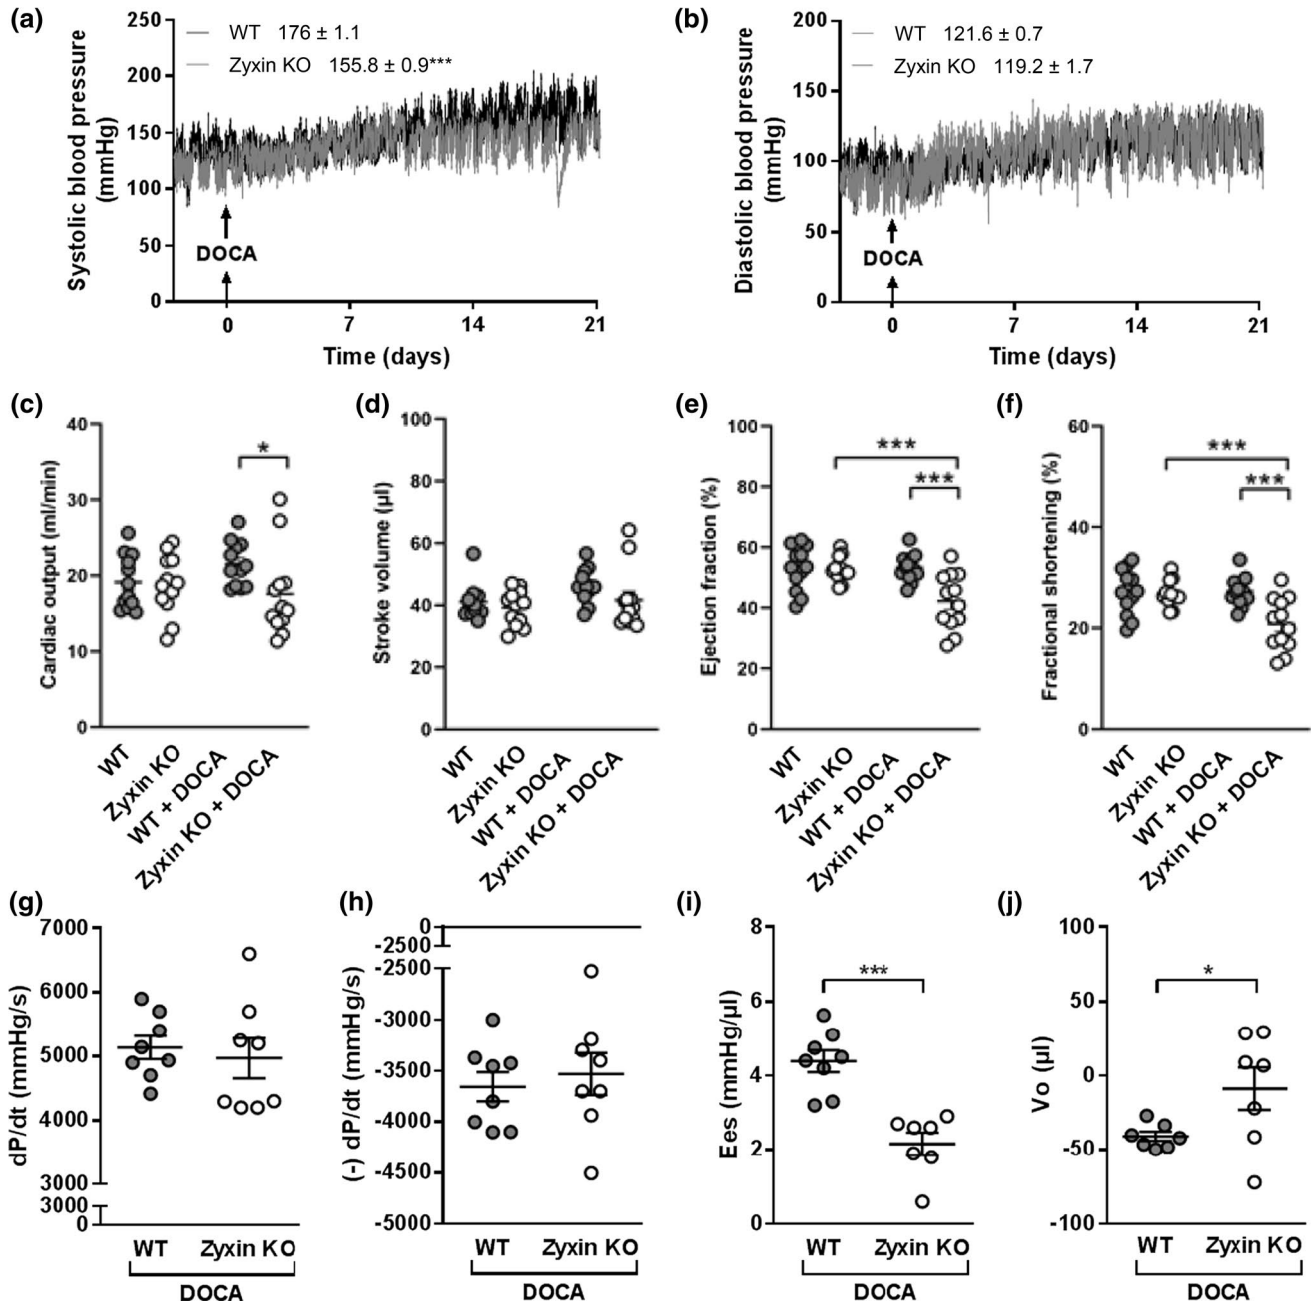 (a)
Systolic blood pressure
(mmHg)
250
200
150
100
50
0
WT 176 ± 1.1
Zyxin KO 155.8 ± 0.9***
DOCA
0 7 14 21
Time (days)
(b)
Diastolic blood pressure
(mmHg)
200
150
100
50
0
WT 121.6 ± 0.7
Zyxin KO 119.2 ± 1.7
DOCA
0 7 14 21
Time (days)
(c)
Cardiac output (ml/min)
40
30
20
10
0
*
WT
Zyxin KO
WT + DOCA
Zyxin KO + DOCA
(d)
Stroke volume (µl)
100
80
60
40
20
0
WT
Zyxin KO
WT + DOCA
Zyxin KO + DOCA
(e)
Ejection fraction (%)
100
80
60
40
20
0
***
***
WT
Zyxin KO
WT + DOCA
Zyxin KO + DOCA
(f)
Fractional shortening (%)
60
40
20
0
***
***
WT
Zyxin KO
WT + DOCA
Zyxin KO + DOCA
(g)
dP/dt (mmHg/s)
7000
6000
5000
4000
3000
3000
0
WT Zyxin KO
DOCA
(h)
(-) dP/dt (mmHg/s)
0
-2500
-2500
-3000
-3500
-4000
-4500
-5000
WT Zyxin KO
DOCA
(i)
Ees (mmHg/µl)
8
6
4
2
0
***
WT Zyxin KO
DOCA
(j)
Vo (µl)
100
50
0
-50
-100
*
WT Zyxin KO
DOCA